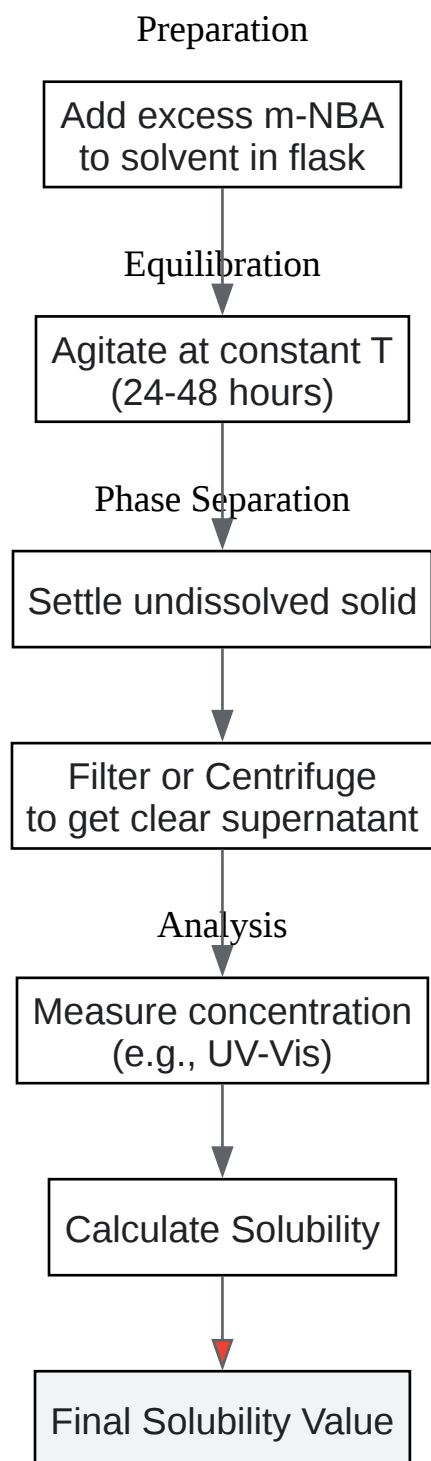 Preparation
Add excess m-NBA
to solvent in flask
Equilibration
Agitate at constant T
(24-48 hours)
Phase Separation
Settle undissolved solid
Filter or Centrifuge
to get clear supernatant
Analysis
Measure concentration
(e.g., UV-Vis)
Calculate Solubility
Final Solubility Value